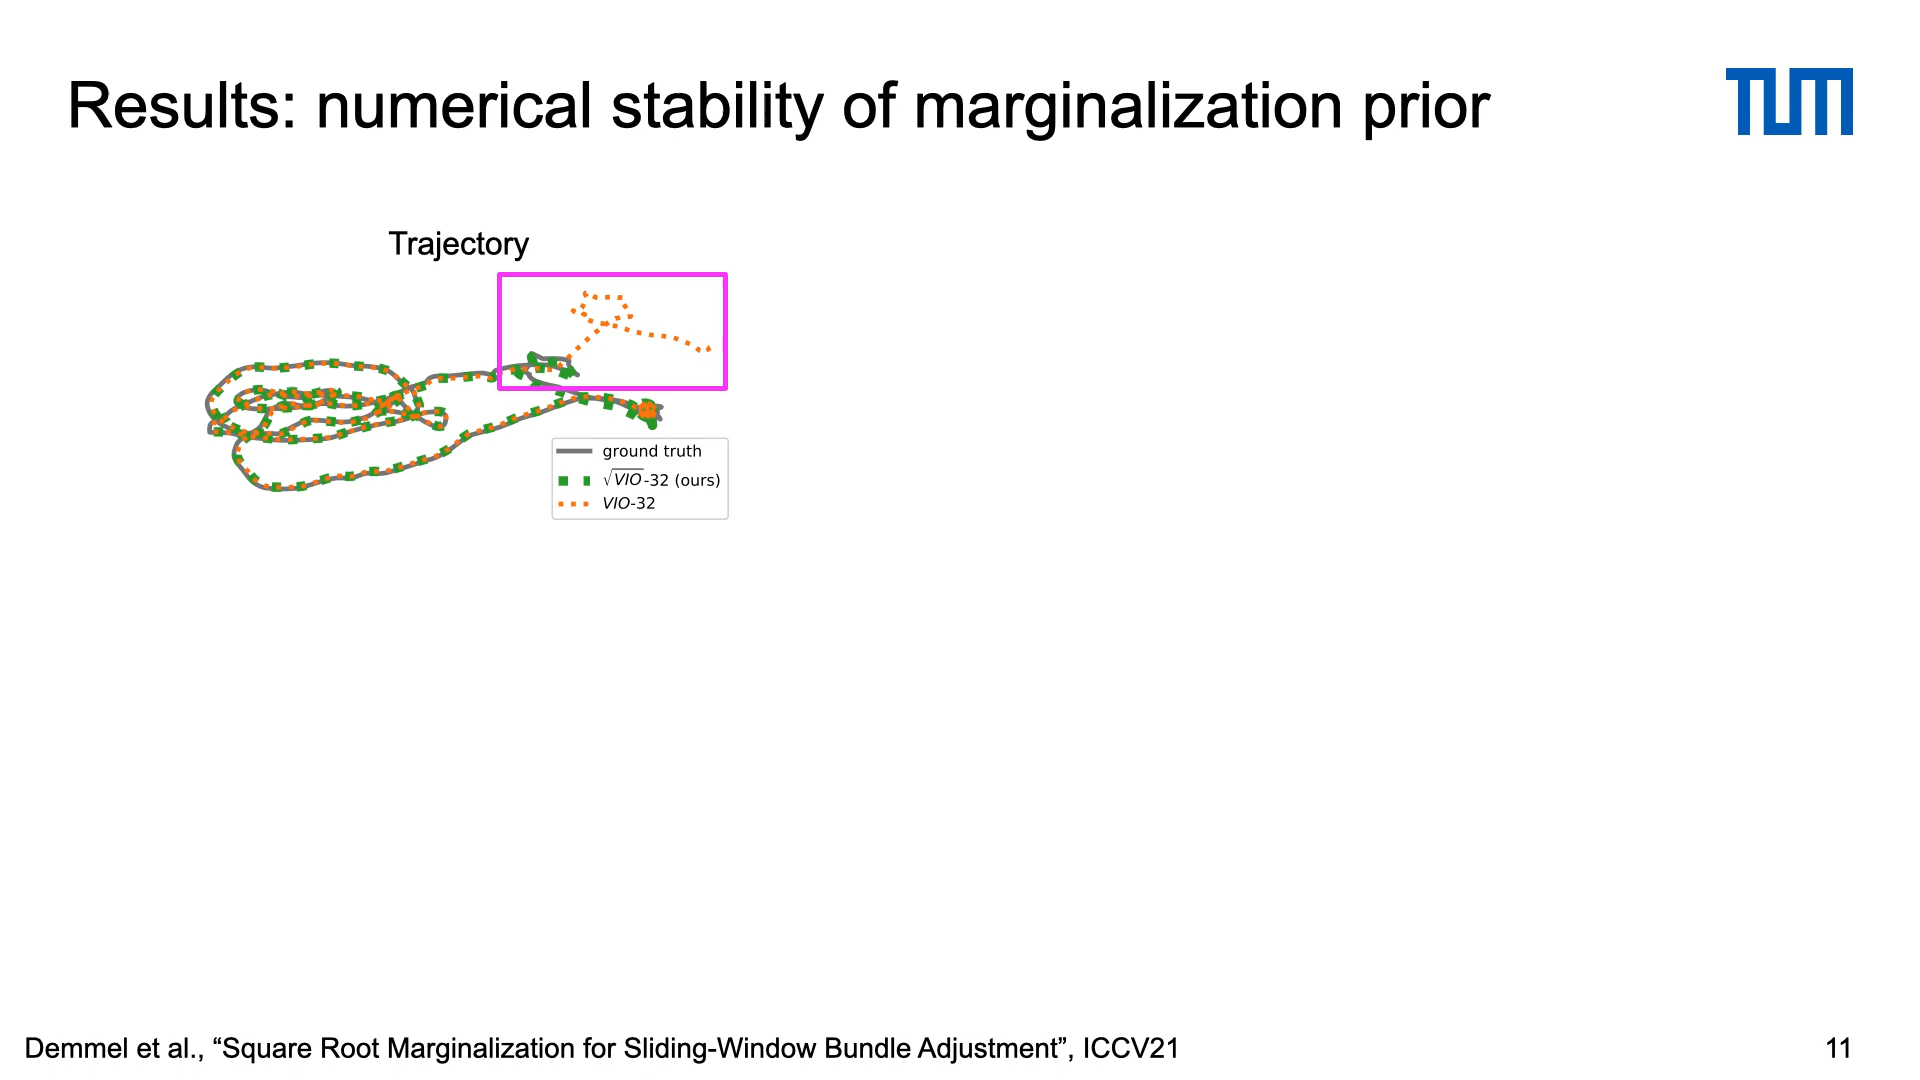 Results: numerical stability of marginalization prior
TUM
Trajectory
ground truth
√VIO-32 (ours)
VIO-32
Demmel et al., “Square Root Marginalization for Sliding-Window Bundle Adjustment”, ICCV21
11